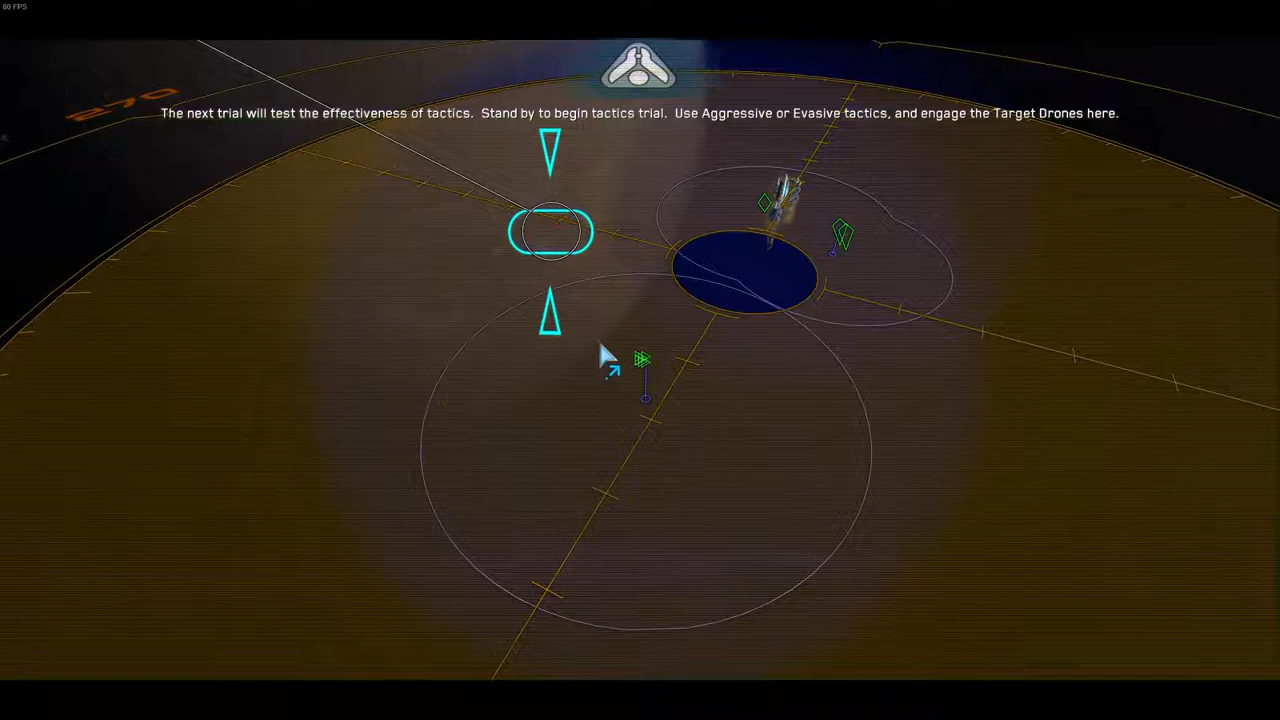 60 FPS
The next trial will test the effectiveness of tactics.  Stand by to begin tactics trial.  Use Aggressive or Evasive tactics, and engage the Target Drones here.
270